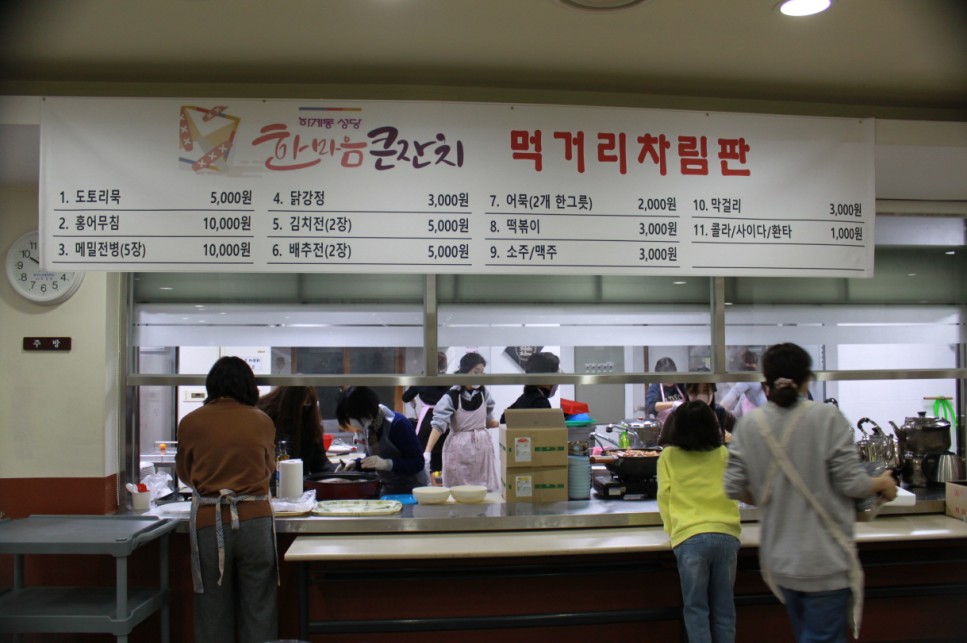 하계동 성당
한마음큰잔치 먹거리차림판
1. 도토리묵 5,000원
2. 홍어무침 10,000원
3. 메밀전병(5장) 10,000원
4. 닭강정 3,000원
5. 김치전(2장) 5,000원
6. 배추전(2장) 5,000원
7. 어묵(2개 한그릇) 2,000원
8. 떡볶이 3,000원
9. 소주/맥주 3,000원
10. 막걸리 3,000원
11. 콜라/사이다/환타 1,000원
주방